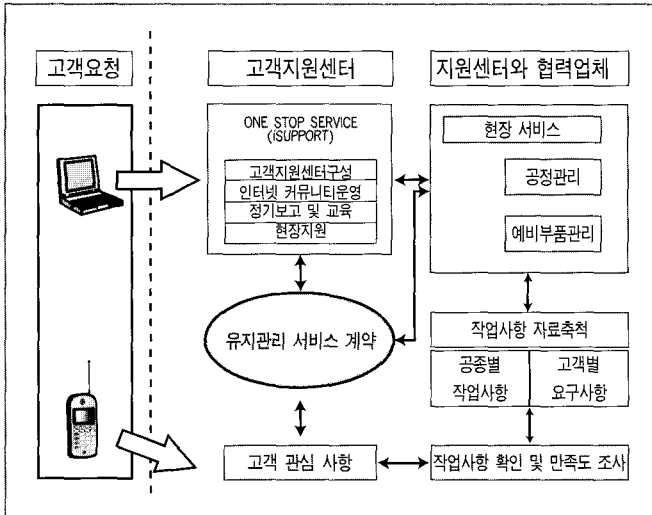 고객요청
고객지원센터
지원센터와 협력업체
ONE STOP SERVICE
(iSUPPORT)
고객지원센터구성
인터넷 커뮤니티운영
정기보고 및 교육
현장지원
현장 서비스
공정관리
예비부품관리
유지관리 서비스 계약
작업사항 자료축척
공종별
작업사항
고객별
요구사항
고객 관심 사항
작업사항 확인 및 만족도 조사